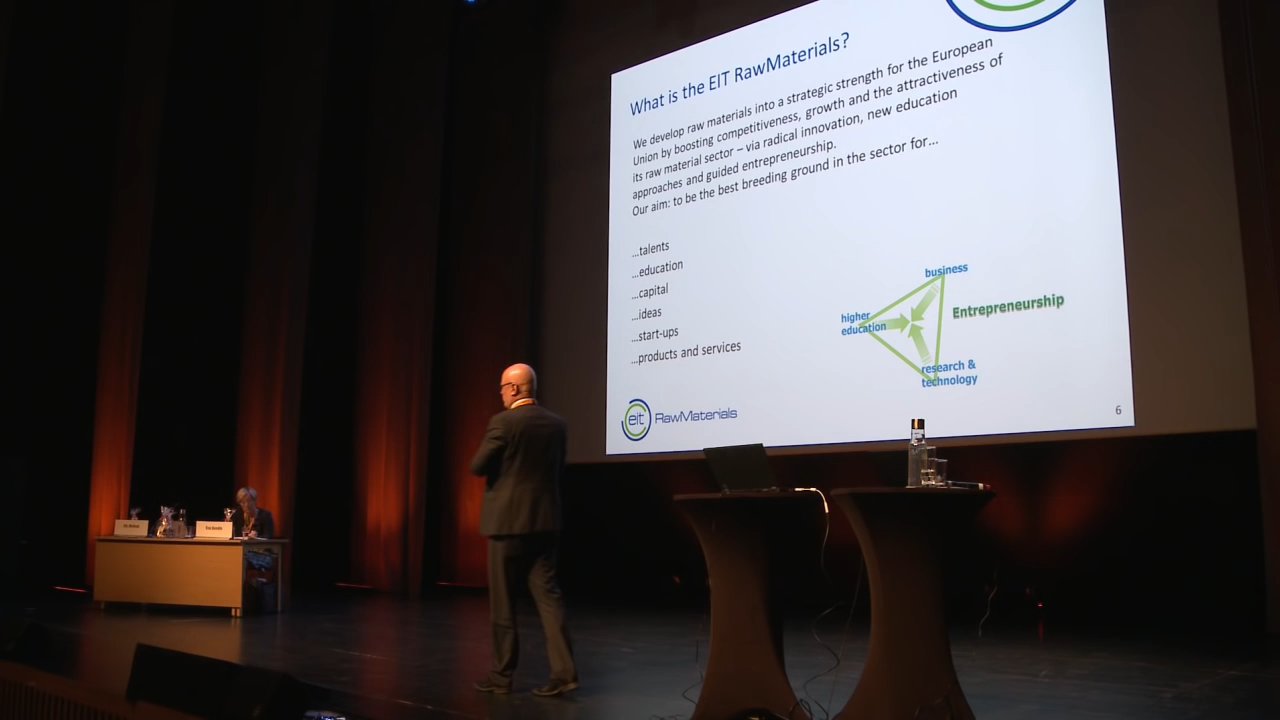 What is the EIT RawMaterials?
We develop raw materials into a strategic strength for the European
Union by boosting competitiveness, growth and the attractiveness of
its raw material sector – via radical innovation, new education
approaches and guided entrepreneurship.
Our aim: to be the best breeding ground in the sector for...
...talents
...education
...capital
...ideas
...start-ups
...products and services
business
higher
education
Entrepreneurship
research &
technology
eit RawMaterials
6